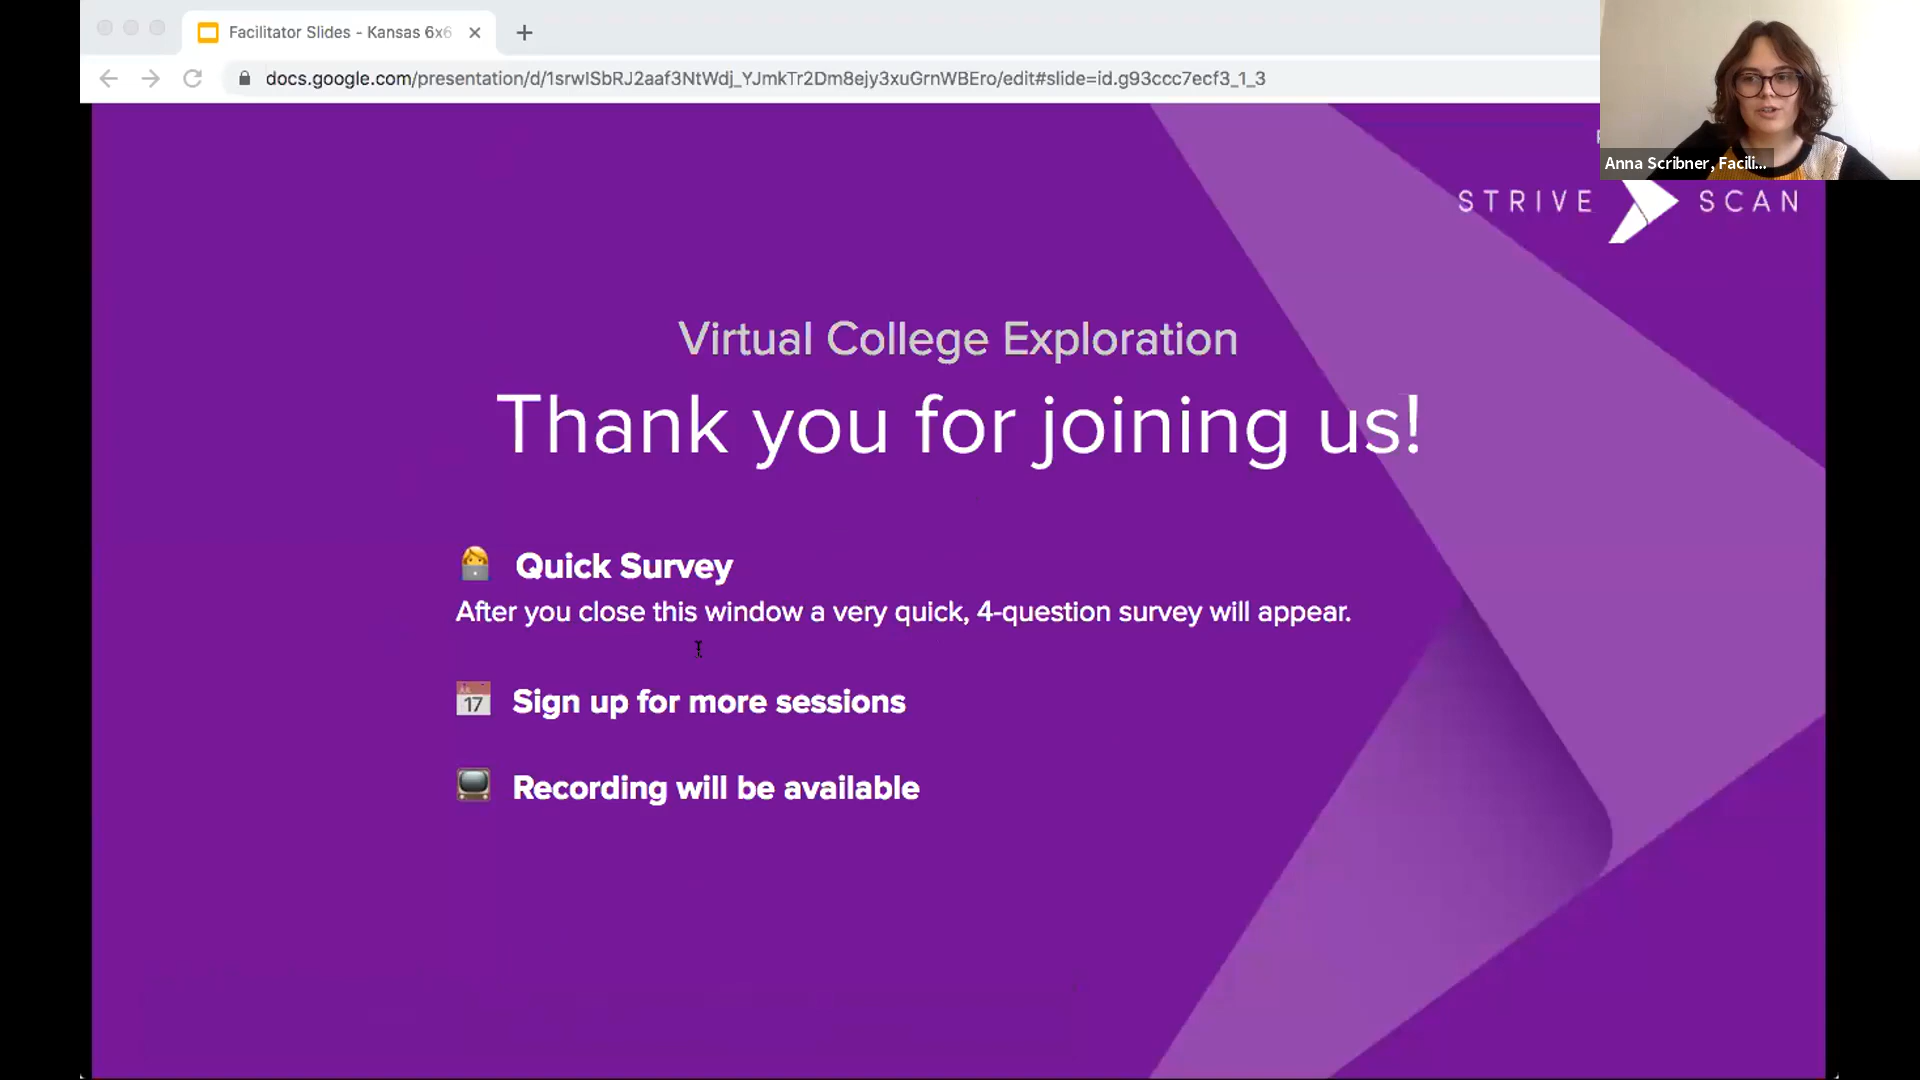 Facilitator Slides - Kansas 6x6
docs.google.com/presentation/d/1srwISbRJ2aaf3NtWdj_YJmkTr2Dm8ejy3xuGrnWBEro/edit#slide=id.g93ccc7ecf3_1_3
Anna Scribner, Facili...
STRIVE SCAN
Virtual College Exploration
Thank you for joining us!
Quick Survey
After you close this window a very quick, 4-question survey will appear.
17 Sign up for more sessions
Recording will be available